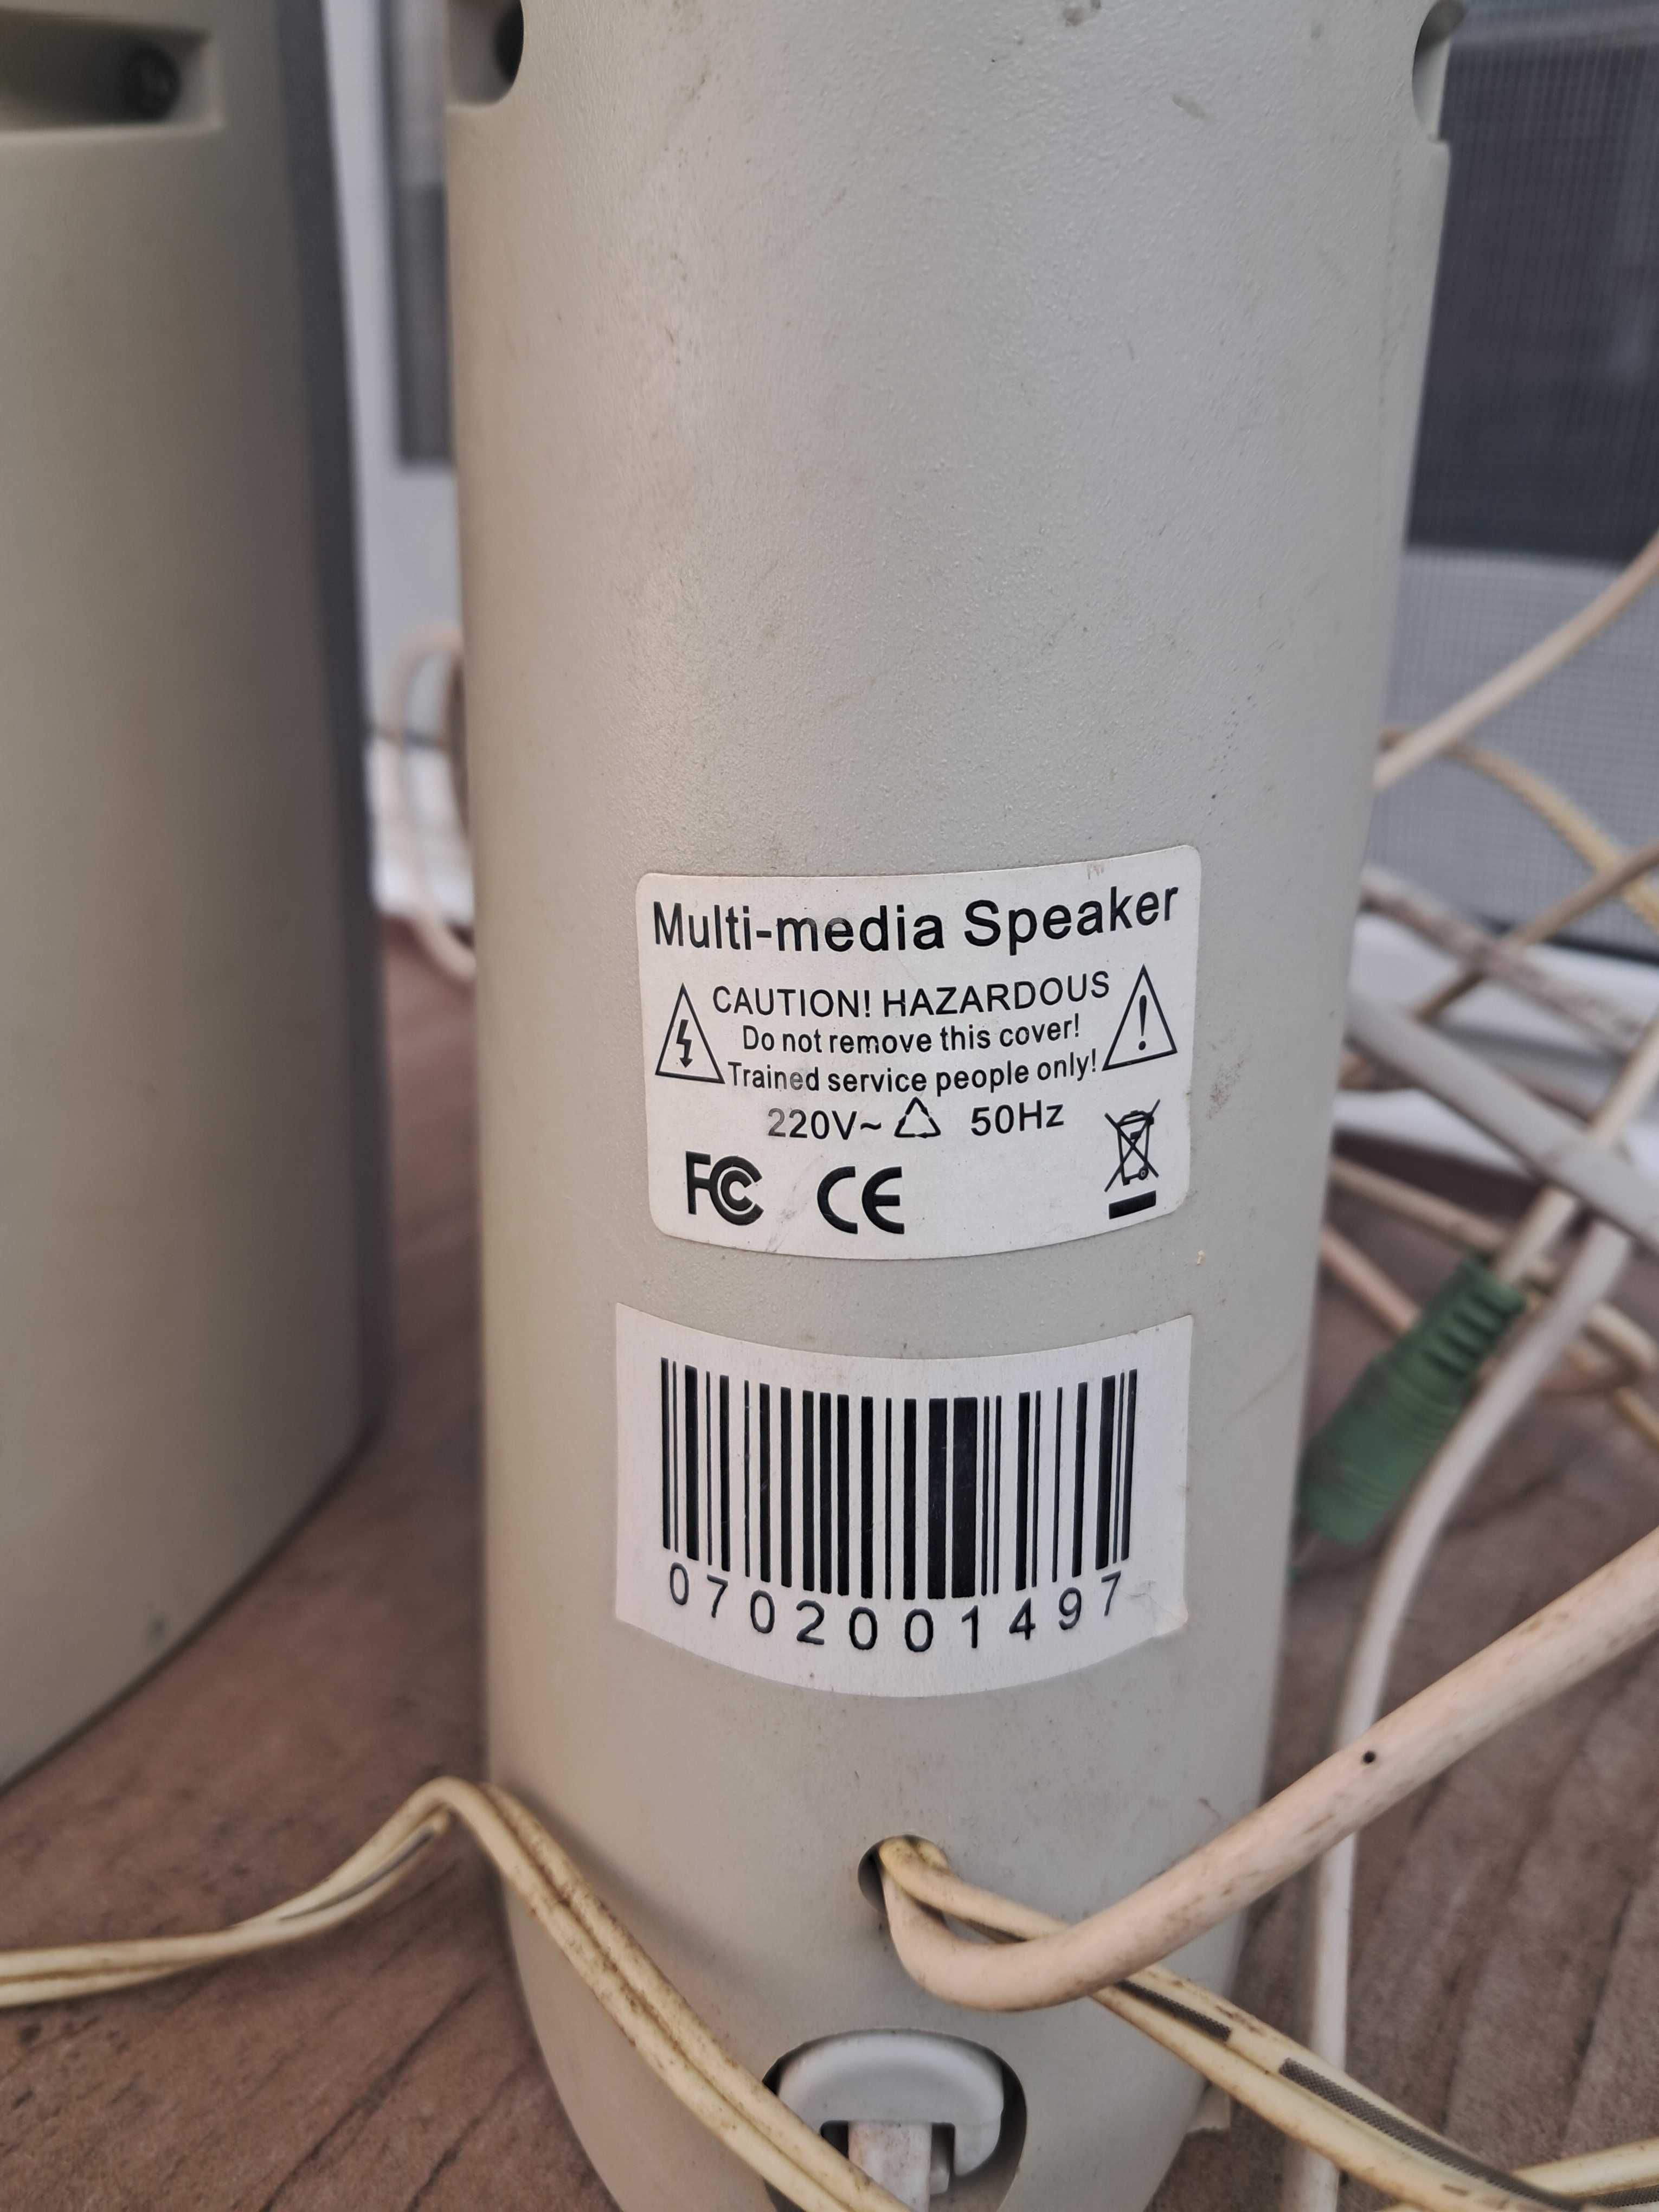 Multi-media Speaker
CAUTION! HAZARDOUS
Do not remove this cover!
Trained service people only!
220V~ 50Hz
FC CE
0702001497